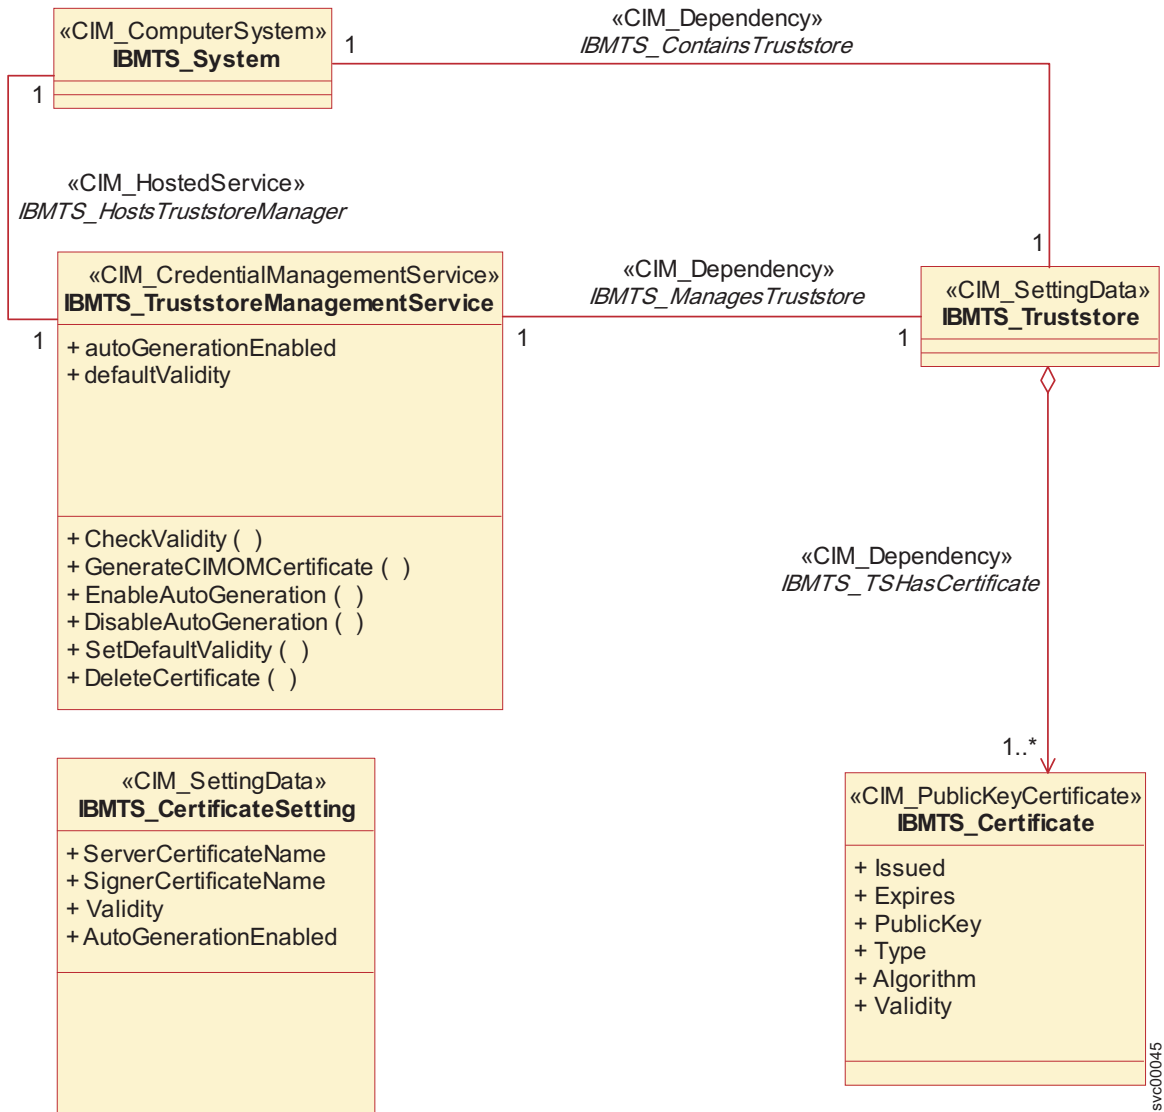 «CIM_ComputerSystem»
IBMTS_System
1
1
«CIM_Dependency»
IBMTS_ContainsTruststore
«CIM_HostedService»
IBMTS_HostsTruststoreManager
1
1
«CIM_CredentialManagementService»
IBMTS_TruststoreManagementService
+ autoGenerationEnabled
+ defaultValidity
+ CheckValidity ( )
+ GenerateCIMOMCertificate ( )
+ EnableAutoGeneration ( )
+ DisableAutoGeneration ( )
+ SetDefaultValidity ( )
+ DeleteCertificate ( )
1
«CIM_Dependency»
IBMTS_ManagesTruststore
1
«CIM_SettingData»
IBMTS_Truststore
«CIM_Dependency»
IBMTS_TSHasCertificate
1..*
«CIM_SettingData»
IBMTS_CertificateSetting
+ ServerCertificateName
+ SignerCertificateName
+ Validity
+ AutoGenerationEnabled
«CIM_PublicKeyCertificate»
IBMTS_Certificate
+ Issued
+ Expires
+ PublicKey
+ Type
+ Algorithm
+ Validity
svc00045